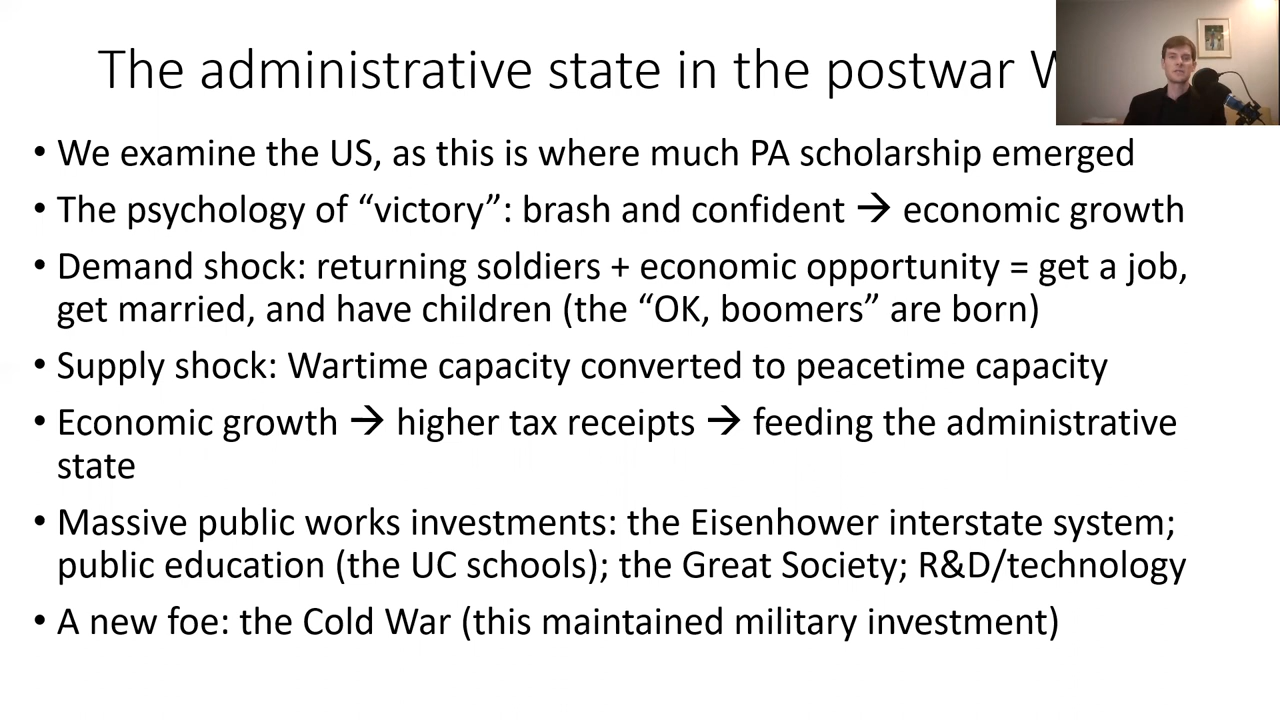 The administrative state in the postwar
• We examine the US, as this is where much PA scholarship emerged
• The psychology of “victory”: brash and confident → economic growth
• Demand shock: returning soldiers + economic opportunity = get a job,
get married, and have children (the “OK, boomers” are born)
• Supply shock: Wartime capacity converted to peacetime capacity
• Economic growth → higher tax receipts → feeding the administrative
state
• Massive public works investments: the Eisenhower interstate system;
public education (the UC schools); the Great Society; R&D/technology
• A new foe: the Cold War (this maintained military investment)